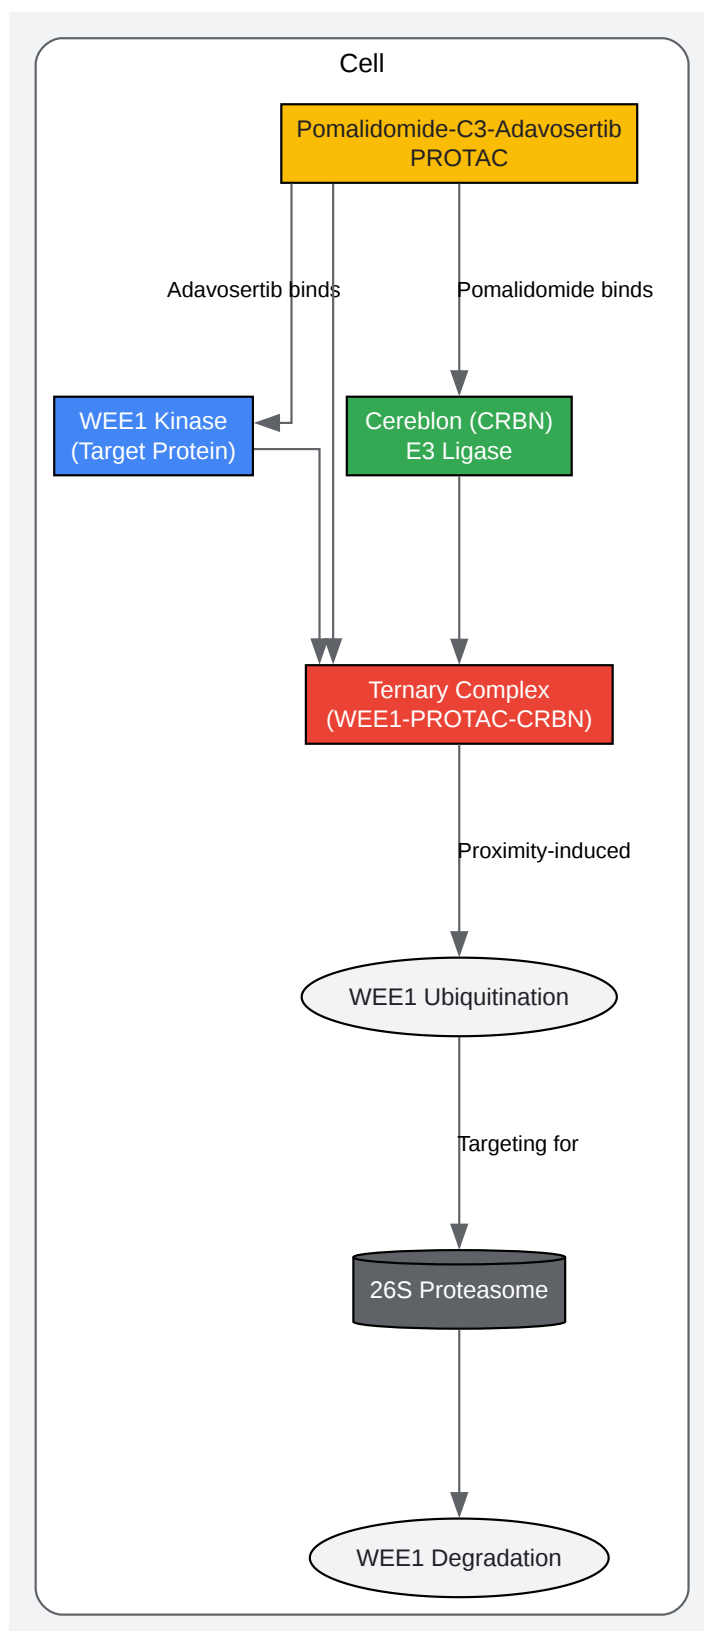 Cell
Pomalidomide-C3-Adavosertib
PROTAC
Adavosertib binds
Pomalidomide binds
WEE1 Kinase
(Target Protein)
Cereblon (CRBN)
E3 Ligase
Ternary Complex
(WEE1-PROTAC-CRBN)
Proximity-induced
WEE1 Ubiquitination
Targeting for
26S Proteasome
WEE1 Degradation